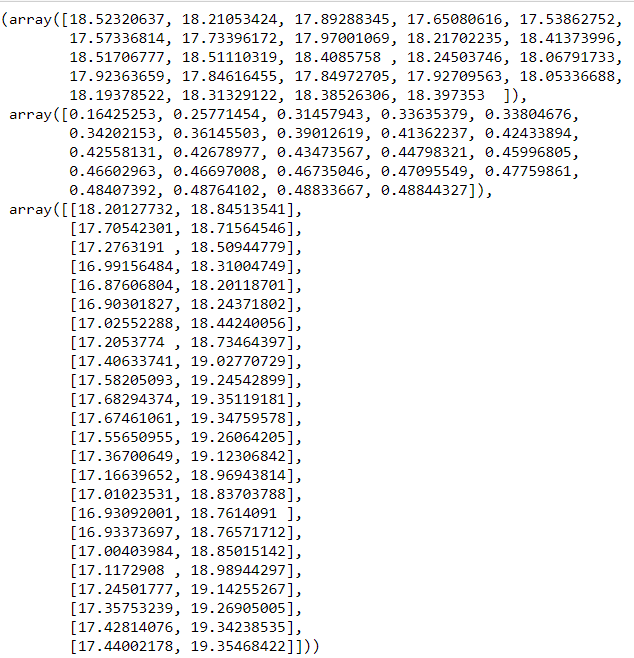 (array([18.52320637, 18.21053424, 17.89288345, 17.65080616, 17.53862752,
17.57336814, 17.73396172, 17.97001069, 18.21702235, 18.41373996,
18.51706777, 18.51110319, 18.4085758 , 18.24503746, 18.06791733,
17.92363659, 17.84616455, 17.84972705, 17.92709563, 18.05336688,
18.19378522, 18.31329122, 18.38526306, 18.397353  ]),
array([0.16425253, 0.25771454, 0.31457943, 0.33635379, 0.33804676,
0.34202153, 0.36145503, 0.39012619, 0.41362237, 0.42433894,
0.42558131, 0.42678977, 0.43473567, 0.44798321, 0.45996805,
0.46602963, 0.46697008, 0.46735046, 0.47095549, 0.47759861,
0.48407392, 0.48764102, 0.48833667, 0.48844327]),
array([[18.20127732, 18.84513541],
[17.70542301, 18.71564546],
[17.2763191 , 18.50944779],
[16.99156484, 18.31004749],
[16.87606804, 18.20118701],
[16.90301827, 18.24371802],
[17.02552288, 18.44240056],
[17.2053774 , 18.73464397],
[17.40633741, 19.02770729],
[17.58205093, 19.24542899],
[17.68294374, 19.35119181],
[17.67461061, 19.34759578],
[17.55650955, 19.26064205],
[17.36700649, 19.12306842],
[17.16639652, 18.96943814],
[17.01023531, 18.83703788],
[16.93092001, 18.7614091 ],
[16.93373697, 18.76571712],
[17.00403984, 18.85015142],
[17.1172908 , 18.98944297],
[17.24501777, 19.14255267],
[17.35753239, 19.26905005],
[17.42814076, 19.34238535],
[17.44002178, 19.35468422]]))